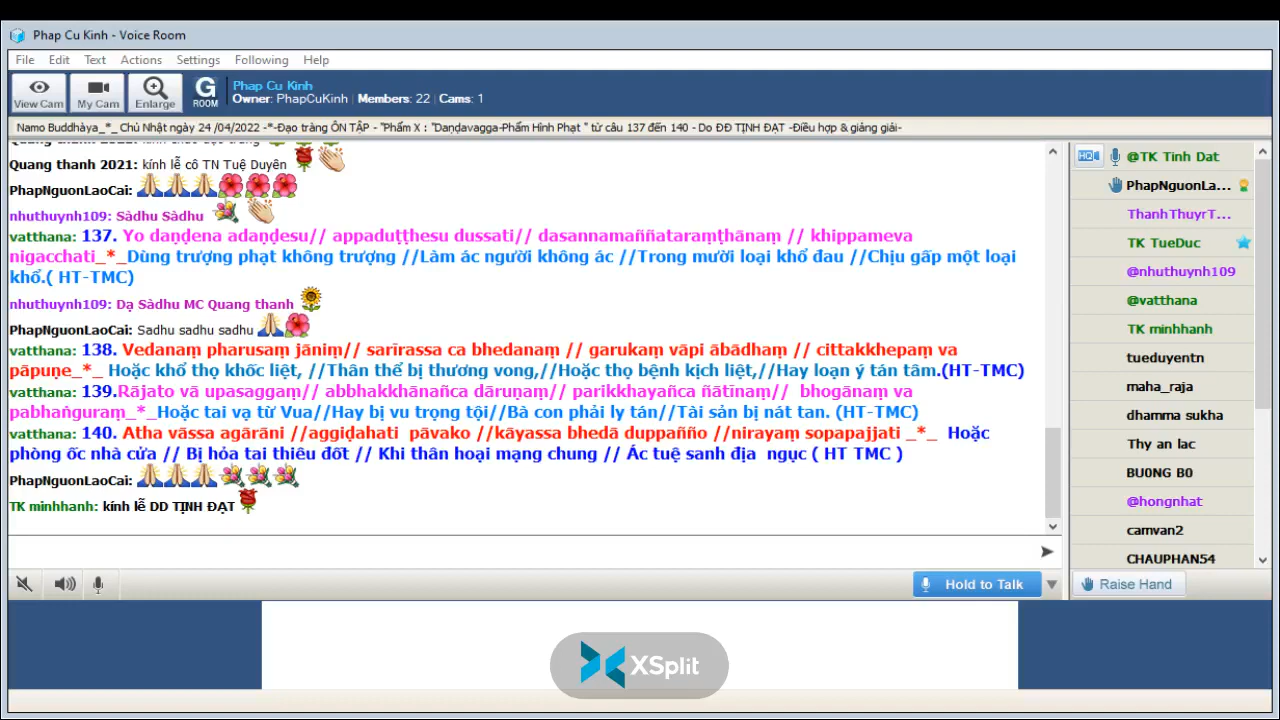 Phap Cu Kinh - Voice Room
File Edit Text Actions Settings Following Help
View Cam My Cam Enlarge G ROOM
Phap Cu Kinh
Owner: PhapCuKinh Members: 22 Cams: 1
Namo Buddhàya_*_ Chủ Nhật ngày 24 /04/2022 -*-Đạo tràng ÔN TẬP - "Phẩm X : "Daṇḍavagga-Phẩm Hình Phạt " từ câu 137 đến 140 - Do ĐĐ TỊNH ĐẠT -Điều hợp & giảng giải-
Quang thanh 2021: kính lễ cô TN Tuệ Duyên
PhapNguonLaoCai:
nhuthuynh109: Sàdhu Sàdhu
vatthana: 137. Yo daṇḍena adaṇḍesu// appaduṭṭhesu dussati// dasannamaññataraṃṭhānaṃ // khippameva
nigacchati_*_Dùng trượng phạt không trượng //Làm ác người không ác //Trong mười loại khổ đau //Chịu gấp một loại
khổ.( HT-TMC)
nhuthuynh109: Dạ Sàdhu MC Quang thanh
PhapNguonLaoCai: Sadhu sadhu sadhu
vatthana: 138. Vedanaṃ pharusaṃ jāniṃ// sarīrassa ca bhedanaṃ // garukaṃ vāpi ābādhaṃ // cittakkhepaṃ va
pāpuṇe_*_ Hoặc khổ thọ khốc liệt, //Thân thể bị thương vong,//Hoặc thọ bệnh kịch liệt,//Hay loạn ý tán tâm.(HT-TMC)
vatthana: 139.Rājato vā upasaggaṃ// abbhakkhānañca dāruṇaṃ// parikkhayañca ñātīnaṃ// bhogānaṃ va
pabhaṅguraṃ_*_Hoặc tai vạ từ Vua//Hay bị vu trọng tội//Bà con phải ly tán//Tài sản bị nát tan. (HT-TMC)
vatthana: 140. Atha vāssa agārāni //aggiḍahati pāvako //kāyassa bhedā duppañño //nirayaṃ sopapajjati _*_ Hoặc
phòng ốc nhà cửa // Bị hỏa tai thiêu đốt // Khi thân hoại mạng chung // Ác tuệ sanh địa ngục ( HT TMC )
PhapNguonLaoCai:
TK minhhanh: kính lễ DD TỊNH ĐẠT
Hold to Talk
HQ @TK Tinh Dat
PhapNguonLa...
ThanhThuyrT...
TK TueDuc
@nhuthuynh109
@vatthana
TK minhhanh
tueduyentn
maha_raja
dhamma sukha
Thy an lac
BU0NG B0
@hongnhat
camvan2
CHAUPHAN54
Raise Hand
XSplit